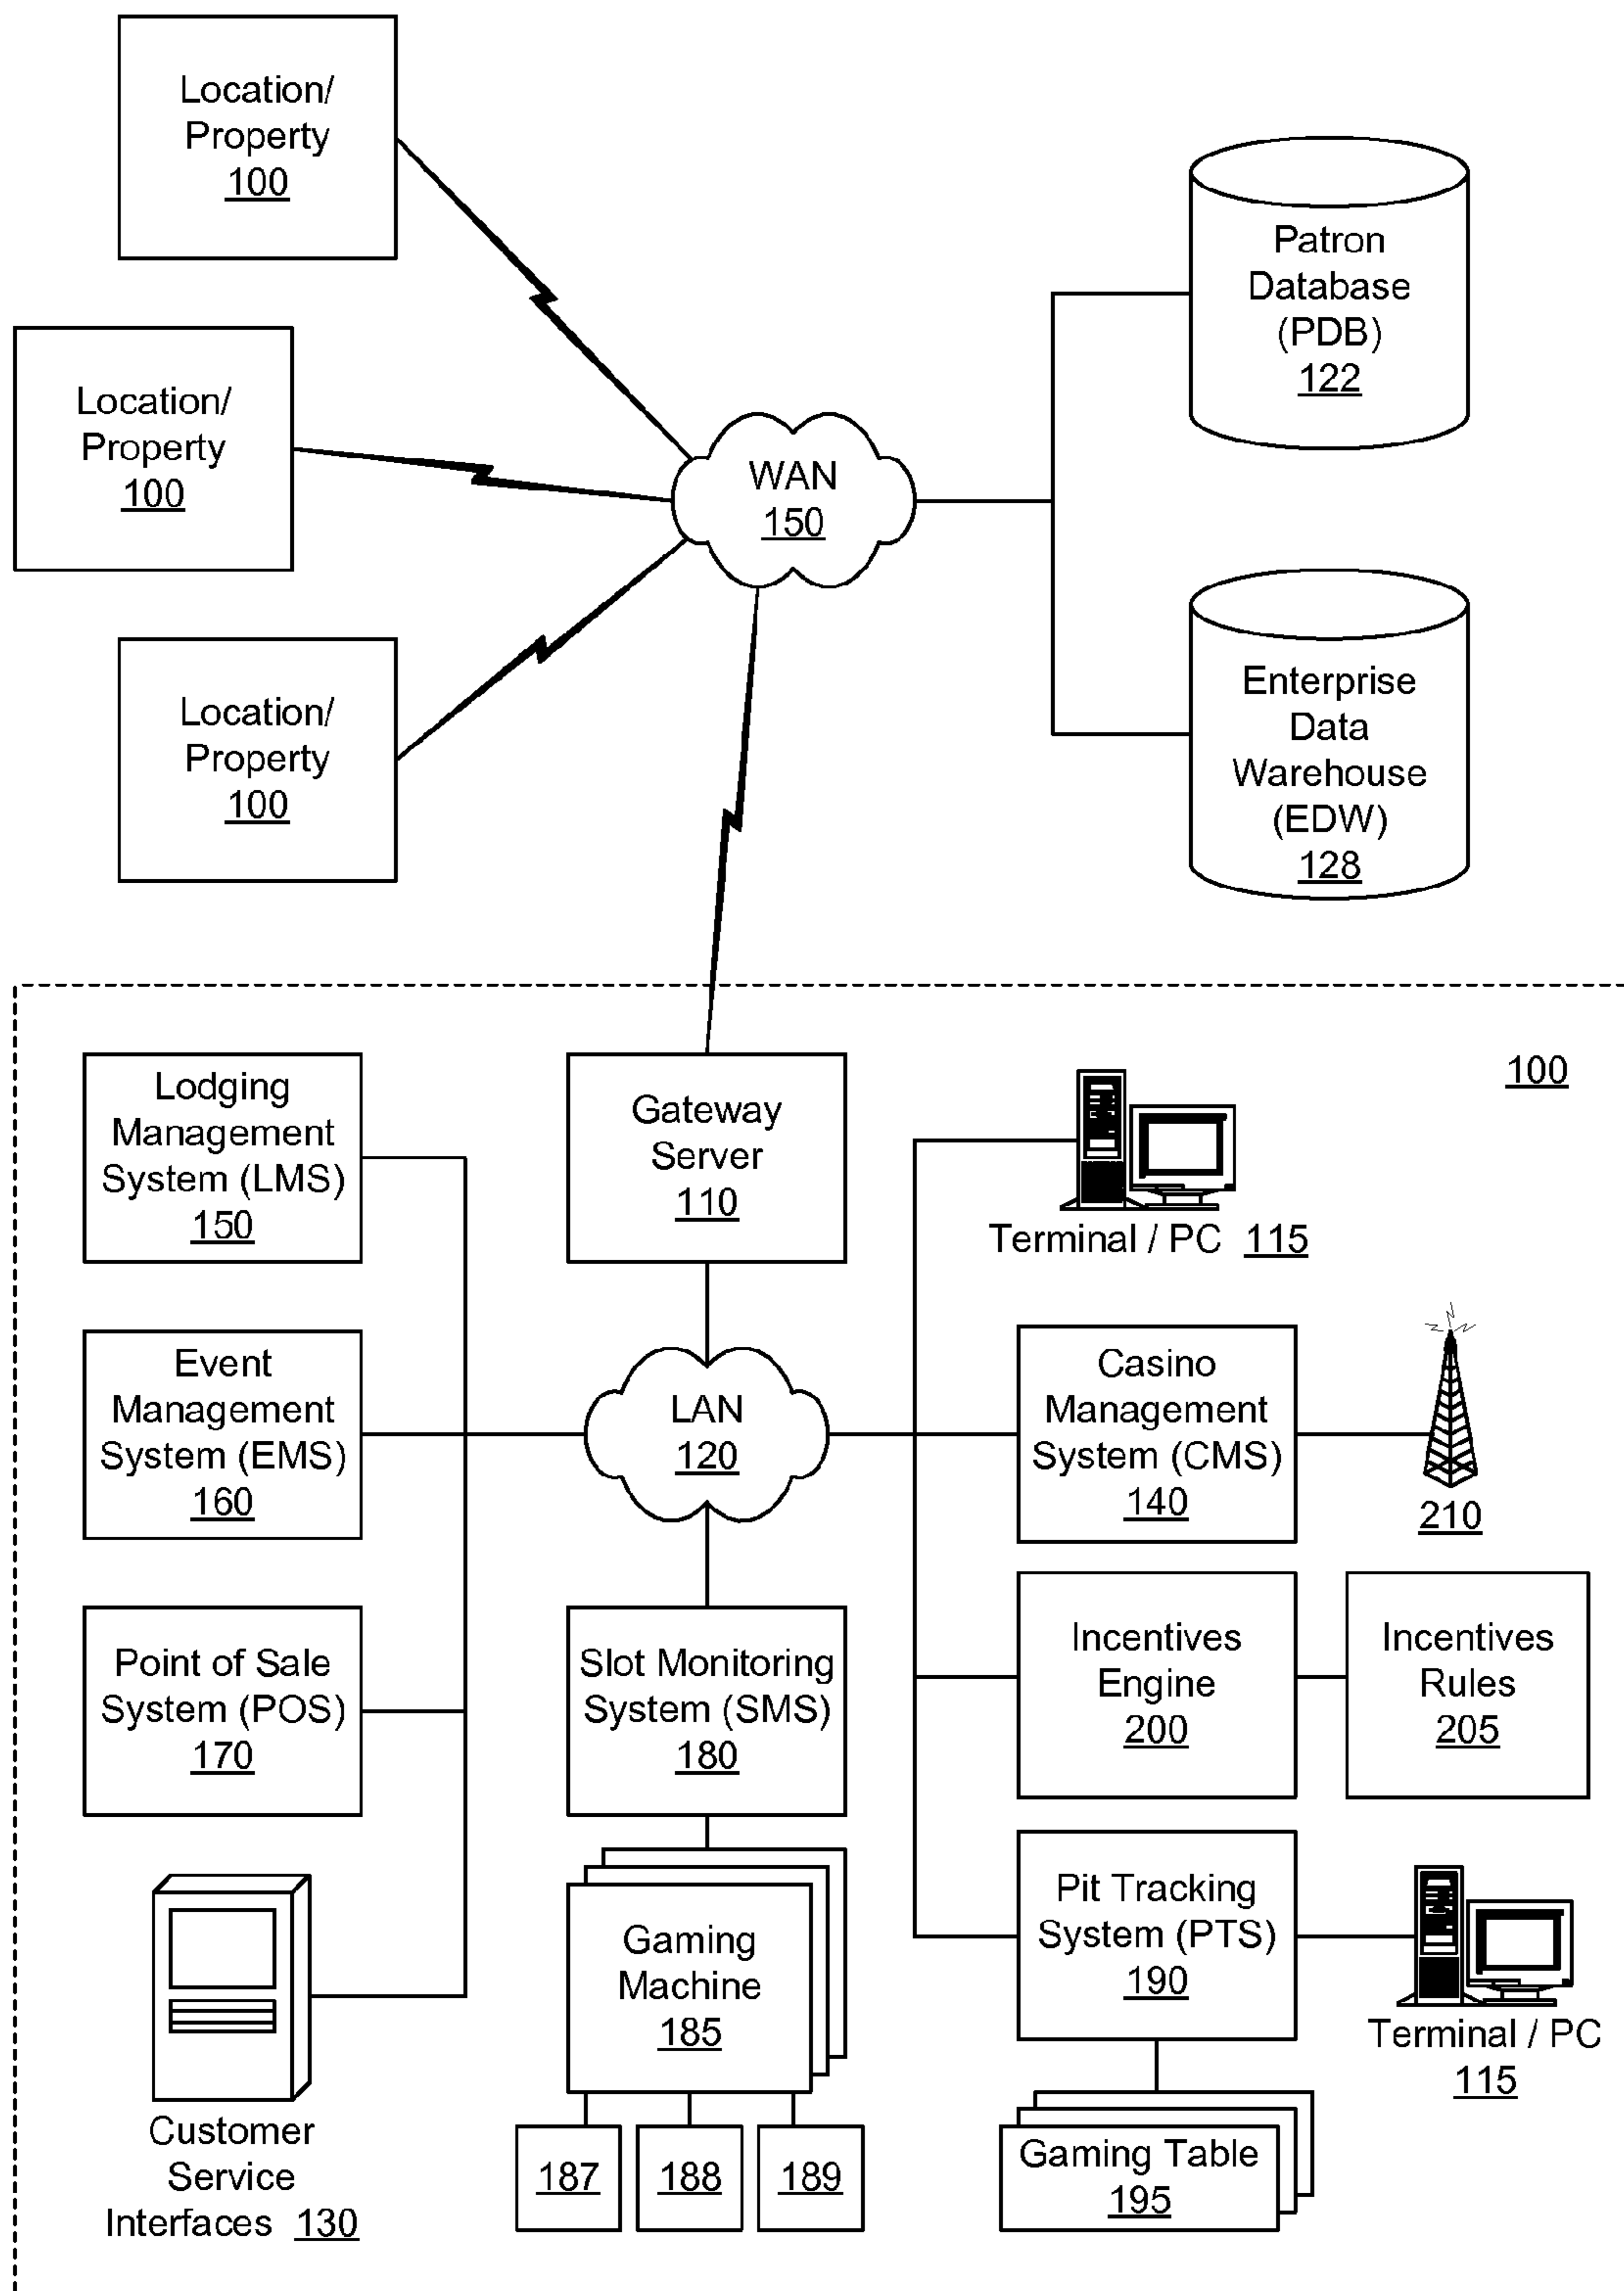 Location/
Property
100
Location/
Property
100
Location/
Property
100
WAN
150
Patron
Database
(PDB)
122
Enterprise
Data
Warehouse
(EDW)
128
100
Lodging
Management
System (LMS)
150
Event
Management
System (EMS)
160
Point of Sale
System (POS)
170
Customer
Service
Interfaces 130
Gateway
Server
110
LAN
120
Slot Monitoring
System (SMS)
180
Gaming
Machine
185
187
188
189
Terminal / PC 115
Casino
Management
System (CMS)
140
210
Incentives
Engine
200
Incentives
Rules
205
Pit Tracking
System (PTS)
190
Terminal / PC
115
Gaming Table
195